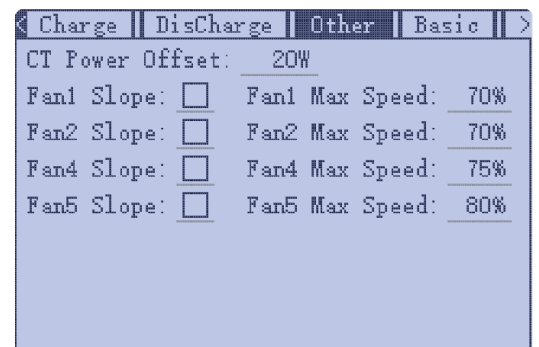 Charge DisCharge Other Basic
CT Power Offset: 20W
Fan1 Slope: Fan1 Max Speed: 70%
Fan2 Slope: Fan2 Max Speed: 70%
Fan4 Slope: Fan4 Max Speed: 75%
Fan5 Slope: Fan5 Max Speed: 80%